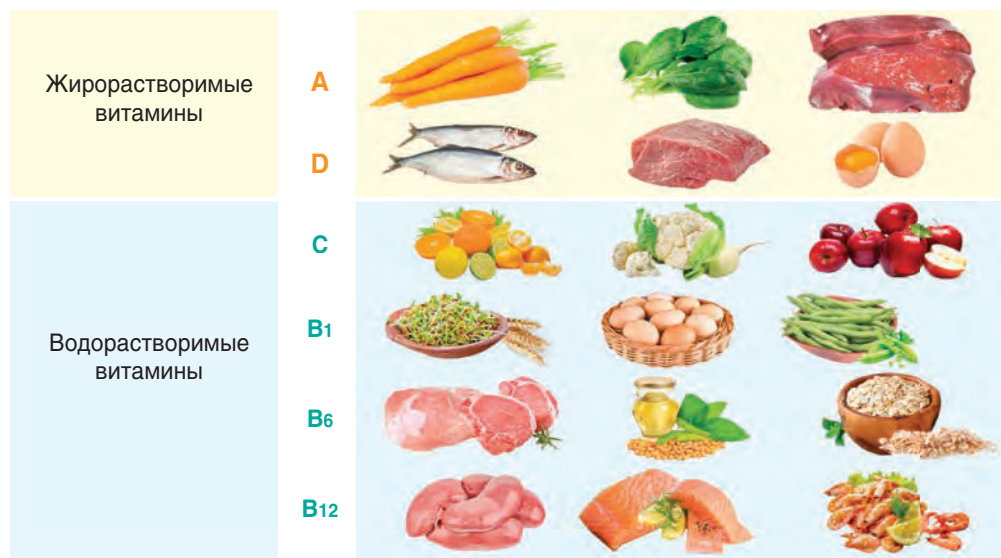 Жирорастворимые
витамины
A
D
Водорастворимые
витамины
C
B1
B6
B12